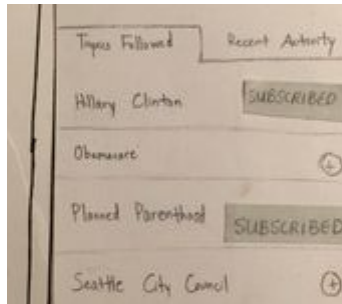 Topics Followed
Recent Activity
Hillary Clinton
SUBSCRIBED
Obamacare
+
Planned Parenthood
SUBSCRIBED
Seattle City Council
+